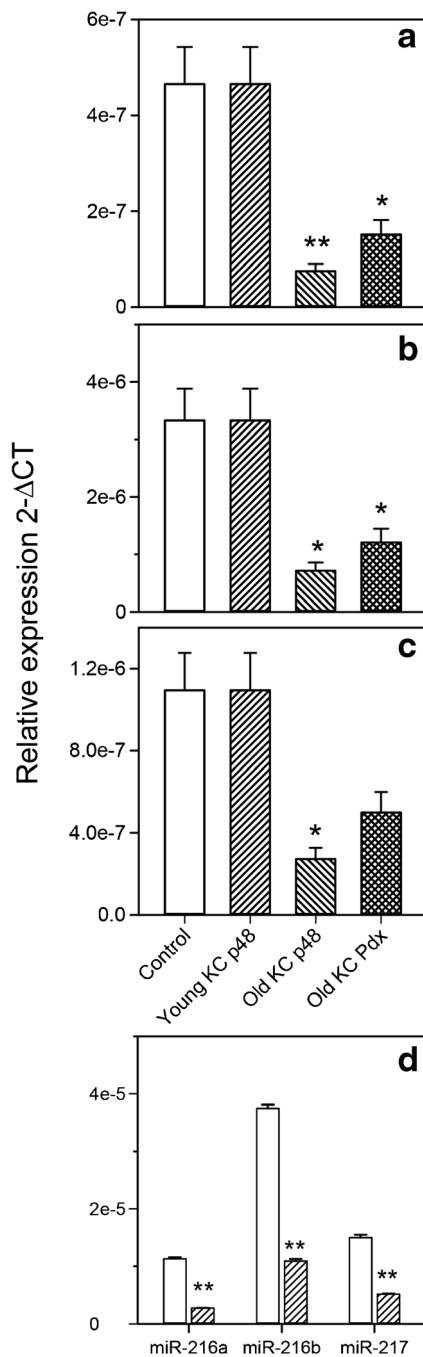 a
6e-7
4e-7
2e-7
0
**
*
b
4e-6
2e-6
0
*
*
c
1.2e-6
8.0e-7
4.0e-7
0.0
*
Relative expression 2-ΔCT
Control
Young KC p48
Old KC p48
Old KC Pdx
d
4e-5
2e-5
0
**
**
**
miR-216a miR-216b miR-217